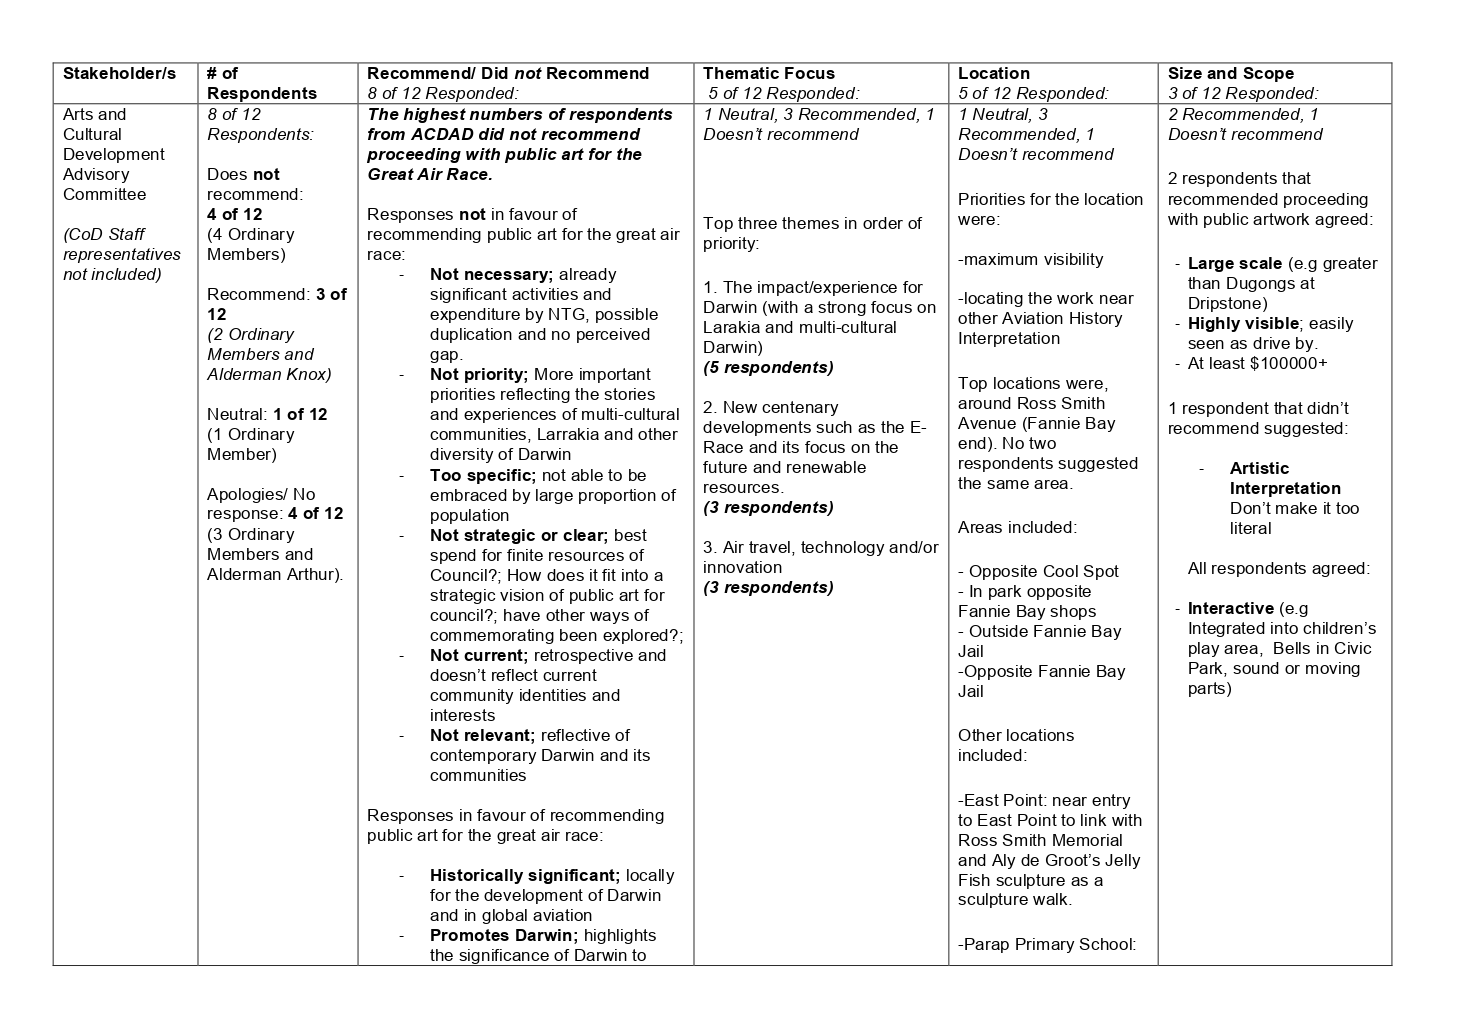 Stakeholder/s
# of
Respondents
Recommend/ Did not Recommend
8 of 12 Responded:
Thematic Focus
5 of 12 Responded:
Location
5 of 12 Responded:
Size and Scope
3 of 12 Responded:
Arts and
Cultural
Development
Advisory
Committee
(CoD Staff
representatives
not included)
8 of 12
Respondents:
Does not
recommend:
4 of 12
(4 Ordinary
Members)
Recommend: 3 of
12
(2 Ordinary
Members and
Alderman Knox)
Neutral: 1 of 12
(1 Ordinary
Member)
Apologies/ No
response: 4 of 12
(3 Ordinary
Members and
Alderman Arthur).
The highest numbers of respondents
from ACDAD did not recommend
proceeding with public art for the
Great Air Race.
Responses not in favour of
recommending public art for the great air
race:
- Not necessary; already
significant activities and
expenditure by NTG, possible
duplication and no perceived
gap.
- Not priority; More important
priorities reflecting the stories
and experiences of multi-cultural
communities, Larrakia and other
diversity of Darwin
- Too specific; not able to be
embraced by large proportion of
population
- Not strategic or clear; best
spend for finite resources of
Council?; How does it fit into a
strategic vision of public art for
council?; have other ways of
commemorating been explored?;
- Not current; retrospective and
doesn't reflect current
community identities and
interests
- Not relevant; reflective of
contemporary Darwin and its
communities
Responses in favour of recommending
public art for the great air race:
- Historically significant; locally
for the development of Darwin
and in global aviation
- Promotes Darwin; highlights
the significance of Darwin to
1 Neutral, 3 Recommended, 1
Doesn't recommend
Top three themes in order of
priority:
1. The impact/experience for
Darwin (with a strong focus on
Larakia and multi-cultural
Darwin)
(5 respondents)
2. New centenary
developments such as the E-
Race and its focus on the
future and renewable
resources.
(3 respondents)
3. Air travel, technology and/or
innovation
(3 respondents)
1 Neutral, 3
Recommended, 1
Doesn't recommend
Priorities for the location
were:
-maximum visibility
-locating the work near
other Aviation History
Interpretation
Top locations were,
around Ross Smith
Avenue (Fannie Bay
end). No two
respondents suggested
the same area.
Areas included:
- Opposite Cool Spot
- In park opposite
Fannie Bay shops
- Outside Fannie Bay
Jail
-Opposite Fannie Bay
Jail
Other locations
included:
-East Point: near entry
to East Point to link with
Ross Smith Memorial
and Aly de Groot's Jelly
Fish sculpture as a
sculpture walk.
-Parap Primary School:
2 Recommended, 1
Doesn't recommend
2 respondents that
recommended proceeding
with public artwork agreed:
- Large scale (e.g greater
than Dugongs at
Dripstone)
- Highly visible; easily
seen as drive by.
- At least $100000+
1 respondent that didn't
recommend suggested:
- Artistic
Interpretation
Don't make it too
literal
All respondents agreed:
- Interactive (e.g
Integrated into children's
play area, Bells in Civic
Park, sound or moving
parts)